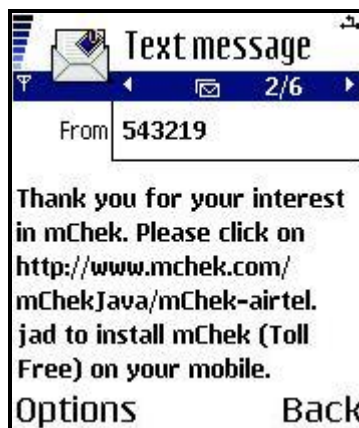 Text message
2/6
From 543219
Thank you for your interest
in mChek. Please click on
http://www.mchek.com/
mChekJava/mChek-airtel.
jad to install mChek (Toll
Free) on your mobile.
Options Back